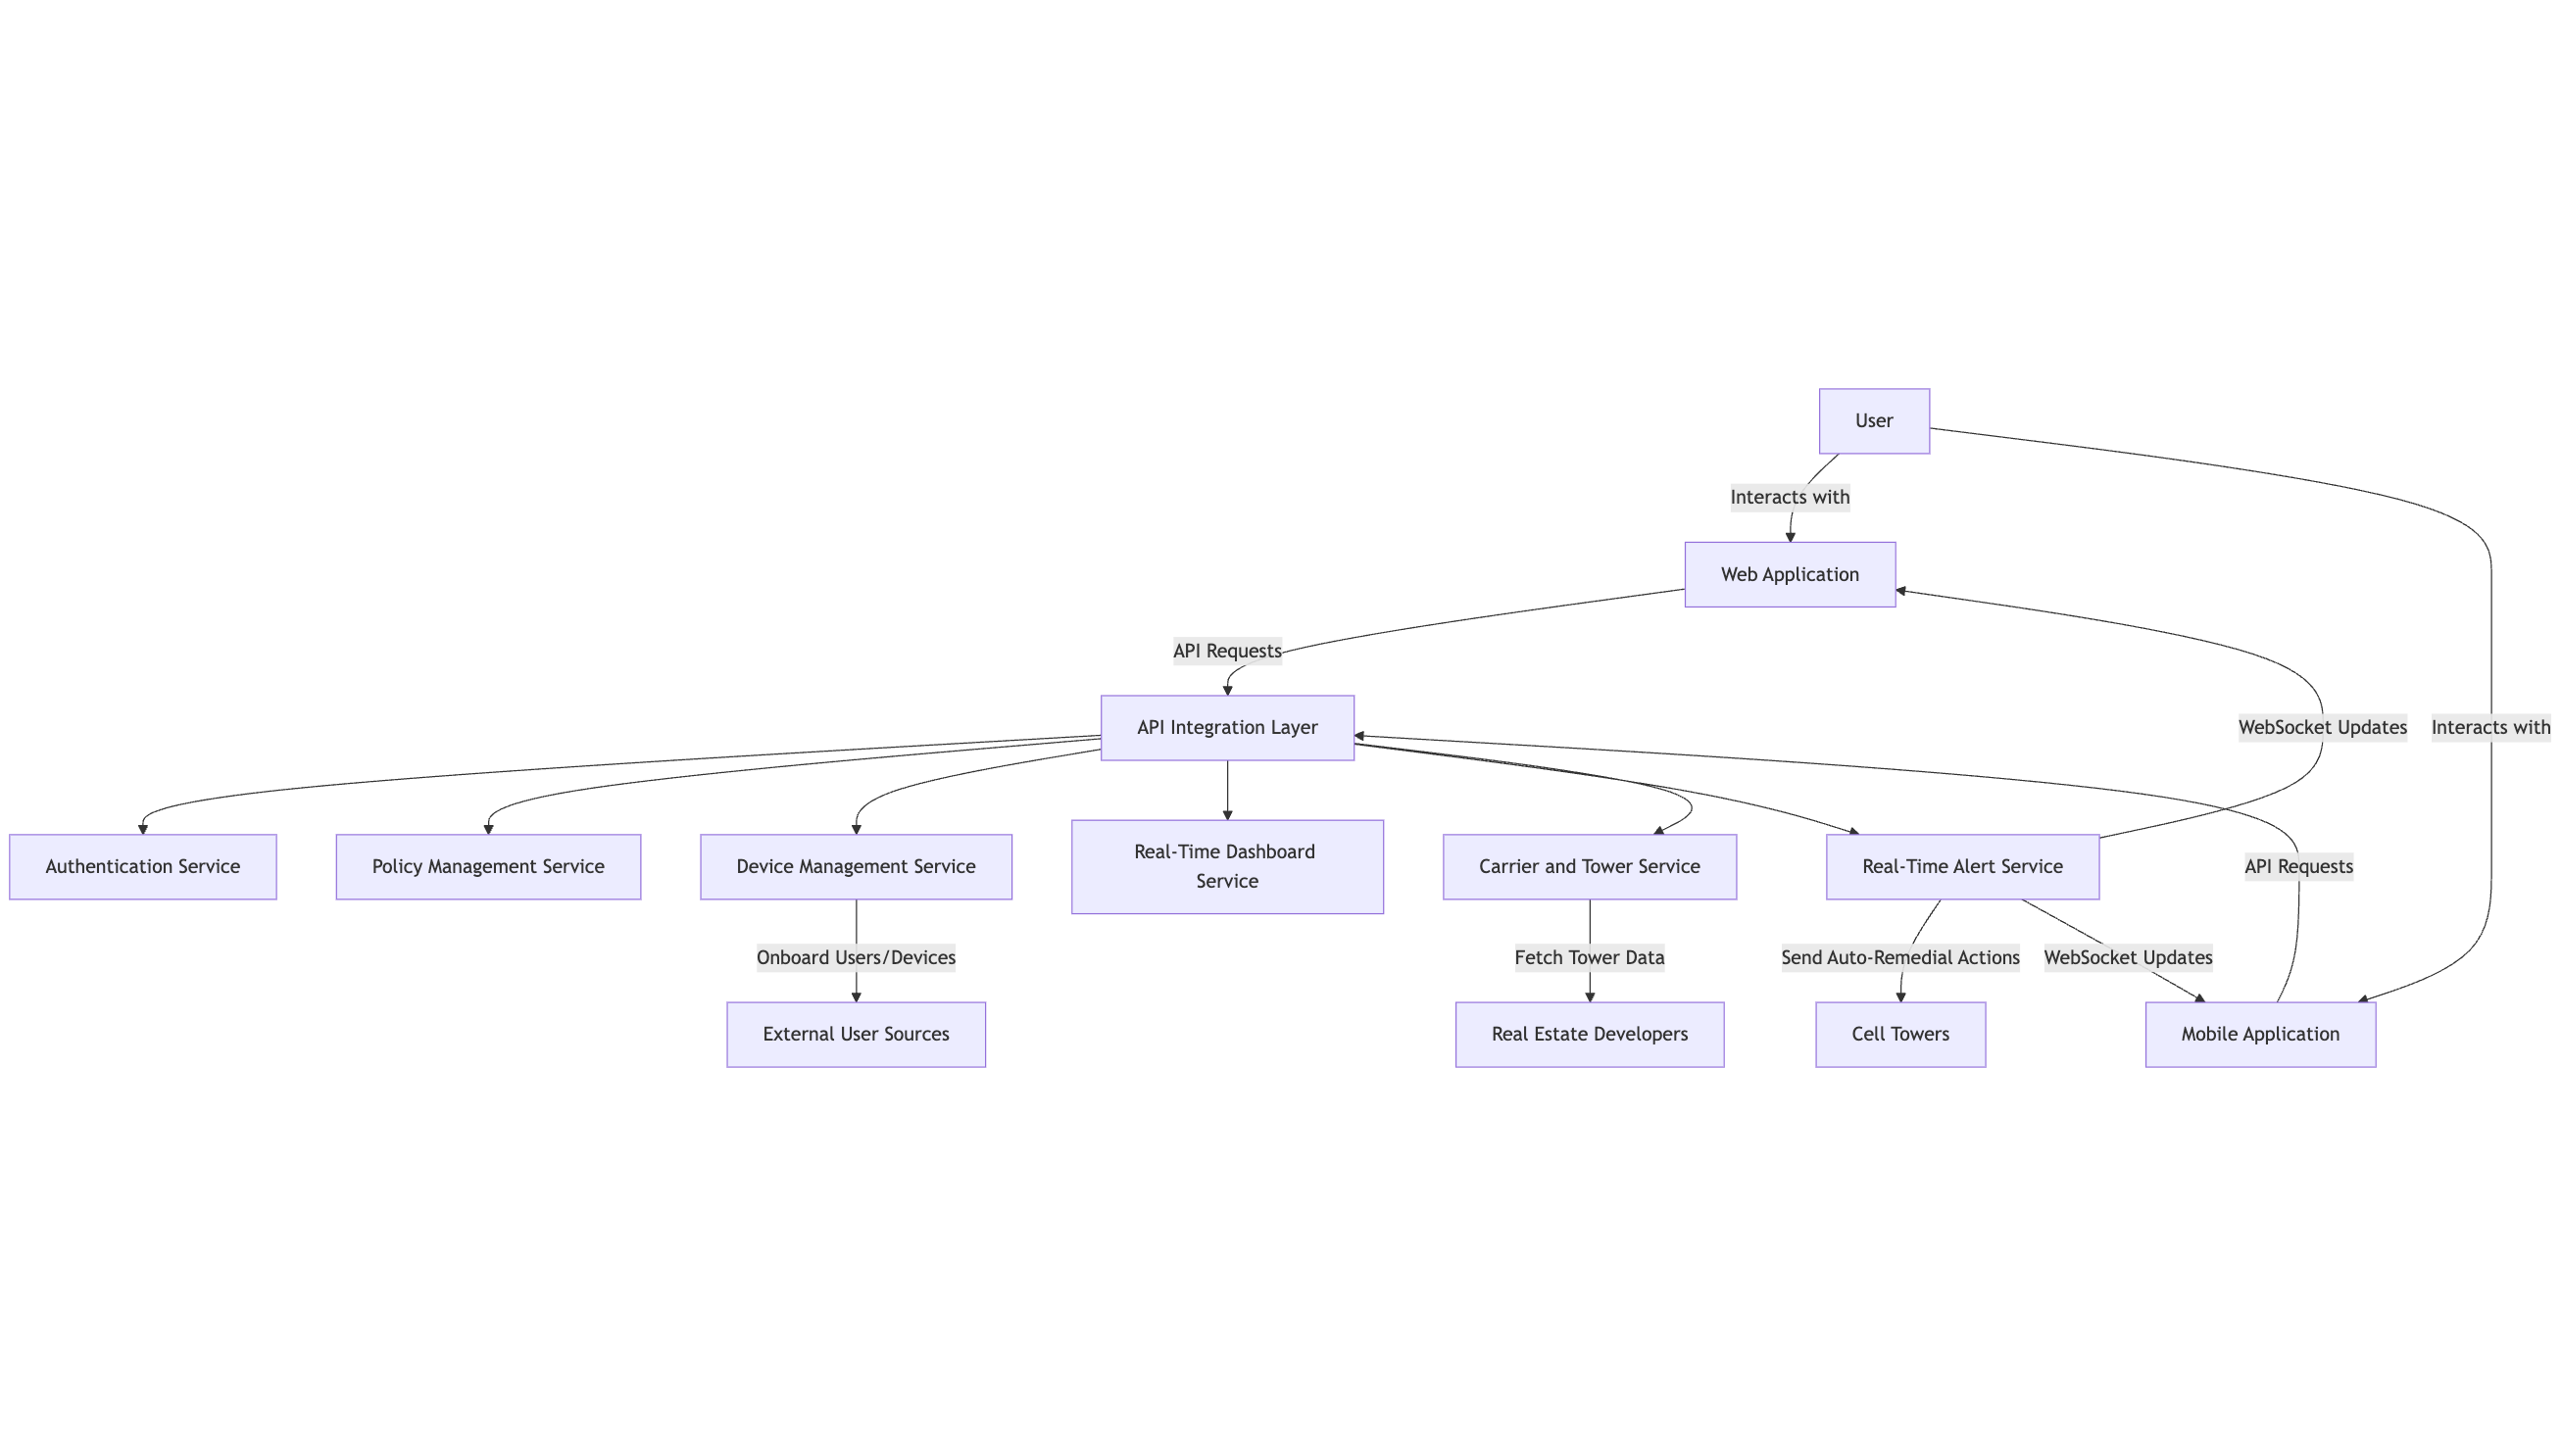 User
Interacts with
Web Application
API Requests
API Integration Layer
WebSocket Updates
Interacts with
Authentication Service
Policy Management Service
Device Management Service
Real-Time Dashboard
Service
Carrier and Tower Service
Real-Time Alert Service
API Requests
Onboard Users/Devices
Fetch Tower Data
Send Auto-Remedial Actions
WebSocket Updates
External User Sources
Real Estate Developers
Cell Towers
Mobile Application